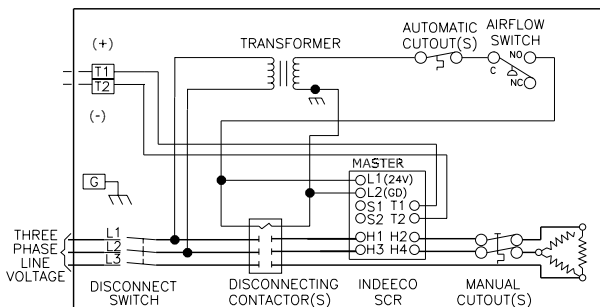 AUTOMATIC
CUTOUT(S)
AIRFLOW
SWITCH
TRANSFORMER
(+)
NO
C
NC
T1
T2
(-)
MASTER
L1(24V)
L2(GD)
S1 T1
S2 T2
G
H1 H2
H3 H4
THREE
PHASE
LINE
VOLTAGE
L1
L2
L3
DISCONNECT
SWITCH
DISCONNECTING
CONTACTOR(S)
INDEECO
SCR
MANUAL
CUTOUT(S)